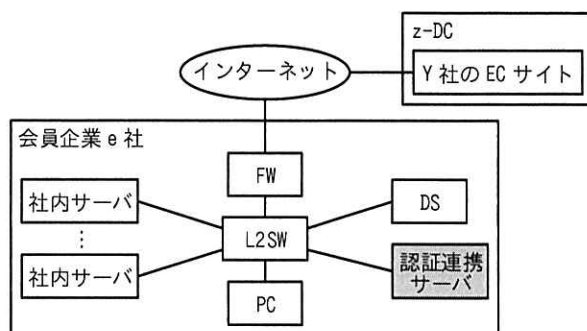 z-DC
Y社のECサイト
インターネット
会員企業e社
FW
社内サーバ
DS
L2SW
⋮
社内サーバ
認証連携
サーバ
PC